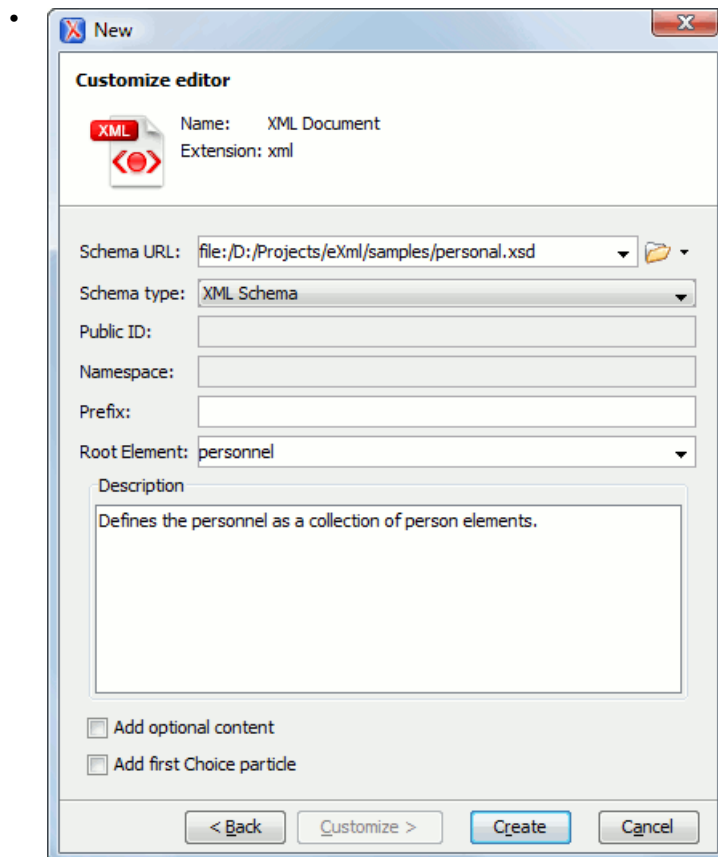 •
New
Customize editor
XML
Name: XML Document
Extension: xml
Schema URL: file:/D:/Projects/eXml/samples/personal.xsd
Schema type: XML Schema
Public ID:
Namespace:
Prefix:
Root Element: personnel
Description
Defines the personnel as a collection of person elements.
Add optional content
Add first Choice particle
< Back Customize > Create Cancel